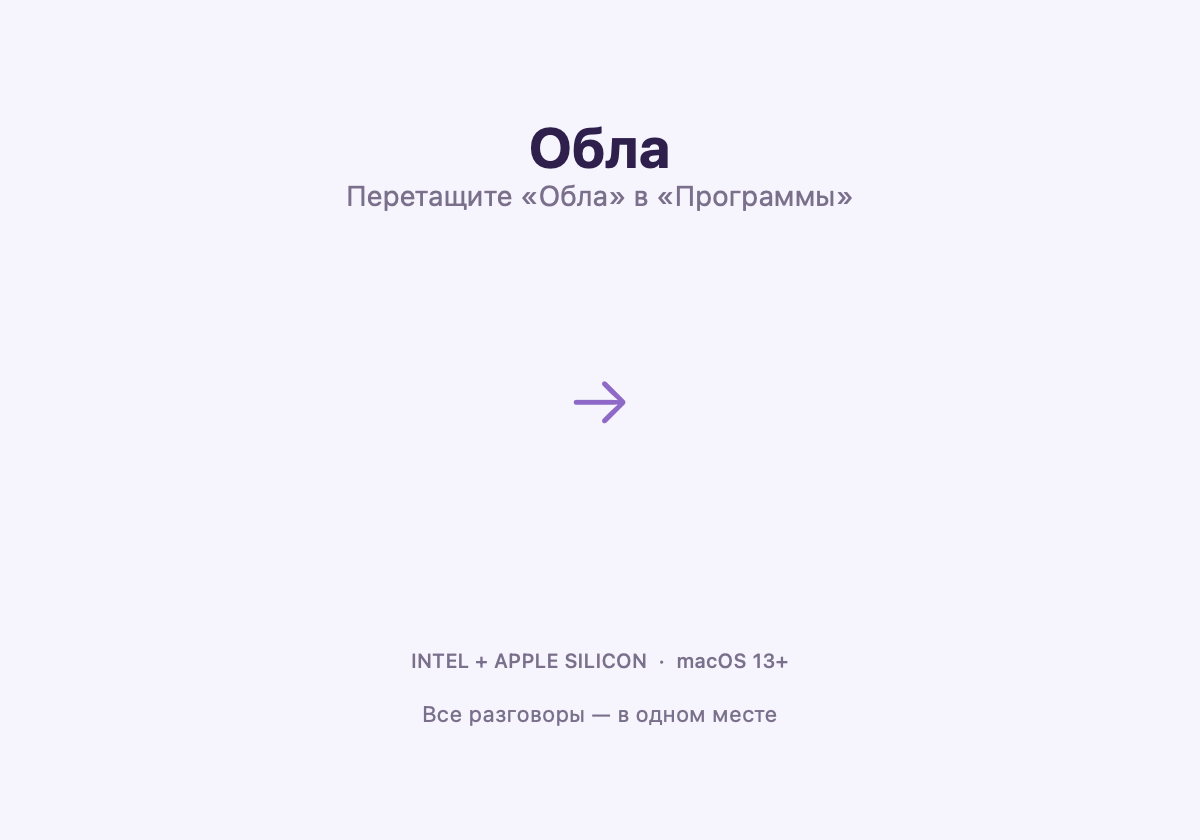 Обла
Перетащите «Обла» в «Программы»
INTEL + APPLE SILICON · macOS 13+
Все разговоры — в одном месте